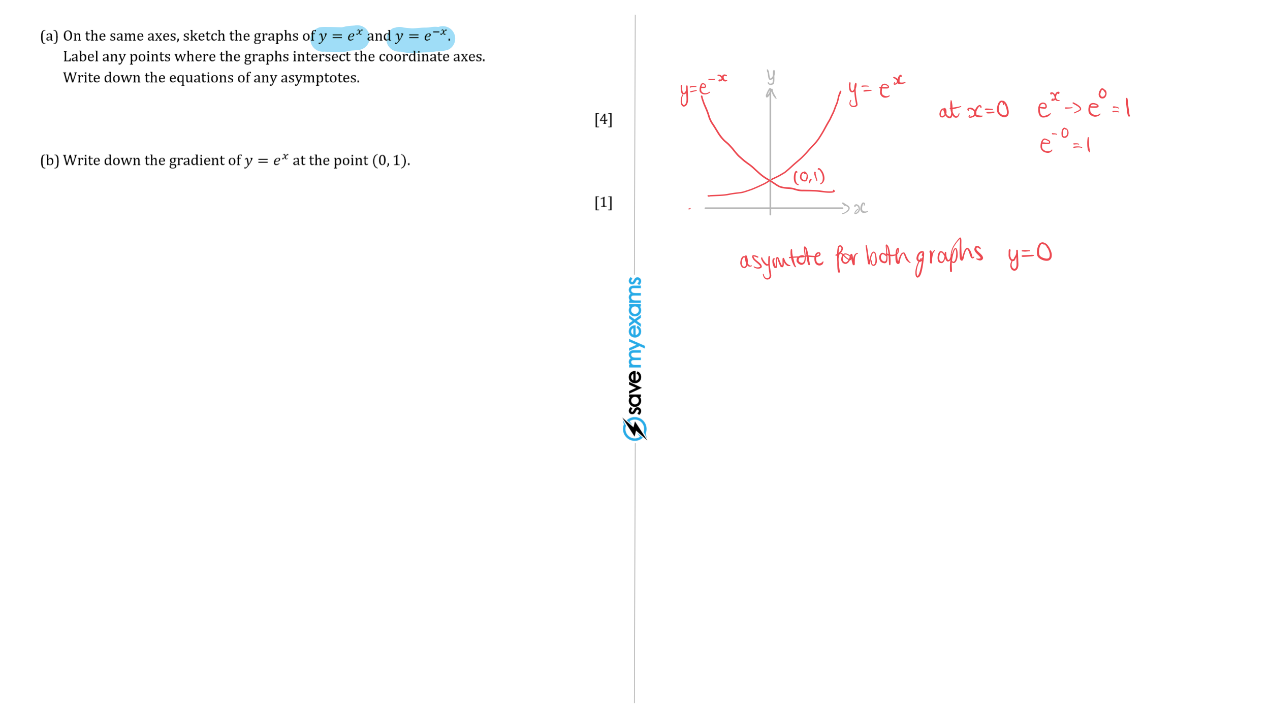 (a) On the same axes, sketch the graphs of y = e^x and y = e^{-x}.
Label any points where the graphs intersect the coordinate axes.
Write down the equations of any asymptotes.
[4]
(b) Write down the gradient of y = e^x at the point (0, 1).
[1]
save my exams
y
y=e^{-x}
y = e^x
at x=0 e^x -> e^0 = 1
e^{-0} = 1
(0,1)
x
asymtote for both graphs y=0